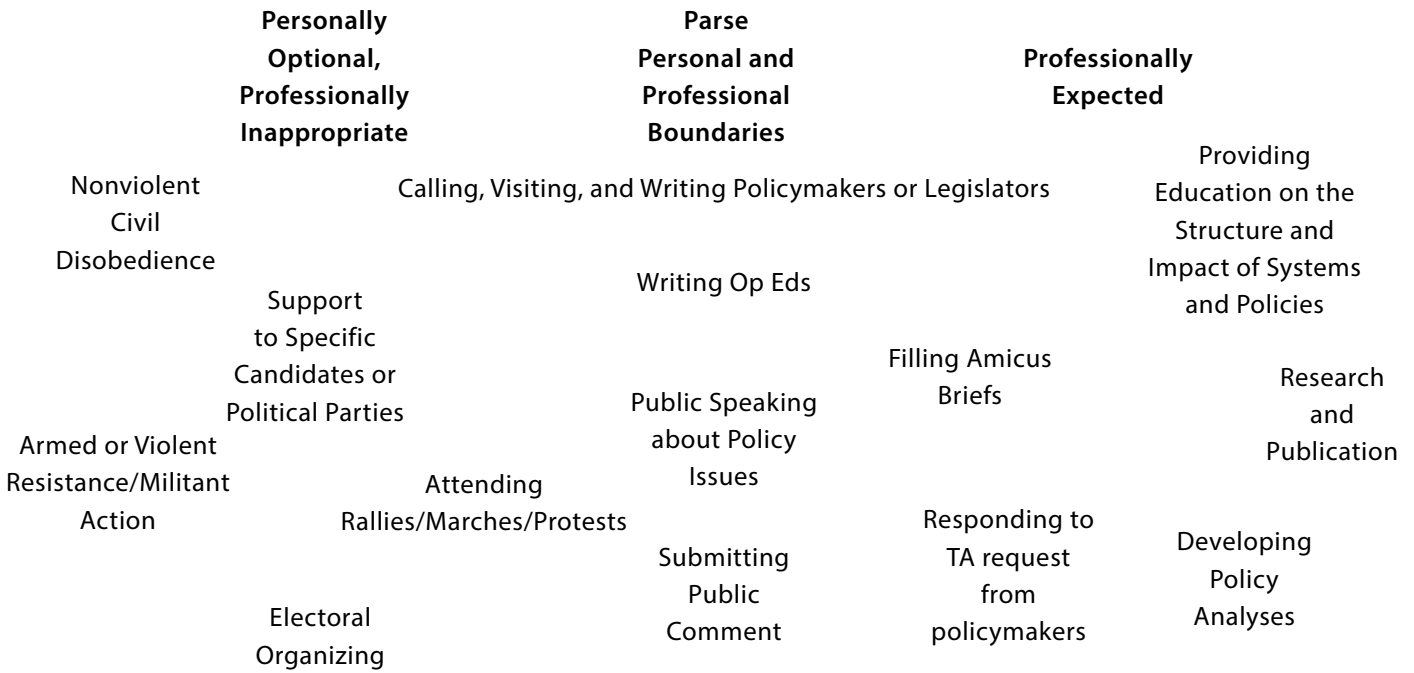 Personally
Optional,
Professionally
Inappropriate
Parse
Personal and
Professional
Boundaries
Professionally
Expected
Nonviolent
Civil
Disobedience
Calling, Visiting, and Writing Policymakers or Legislators
Providing
Education on the
Structure and
Impact of Systems
and Policies
Writing Op Eds
Support
to Specific
Candidates or
Political Parties
Filling Amicus
Briefs
Research
and
Publication
Public Speaking
about Policy
Issues
Armed or Violent
Resistance/Militant
Action
Attending
Rallies/Marches/Protests
Responding to
TA request
from
policymakers
Developing
Policy
Analyses
Submitting
Public
Comment
Electoral
Organizing